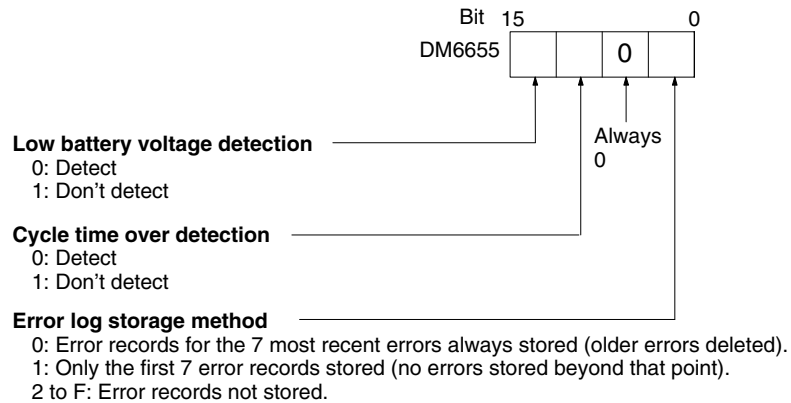 Bit 15 0
DM6655 0
Low battery voltage detection
0: Detect
1: Don't detect
Always
0
Cycle time over detection
0: Detect
1: Don't detect
Error log storage method
0: Error records for the 7 most recent errors always stored (older errors deleted).
1: Only the first 7 error records stored (no errors stored beyond that point).
2 to F: Error records not stored.